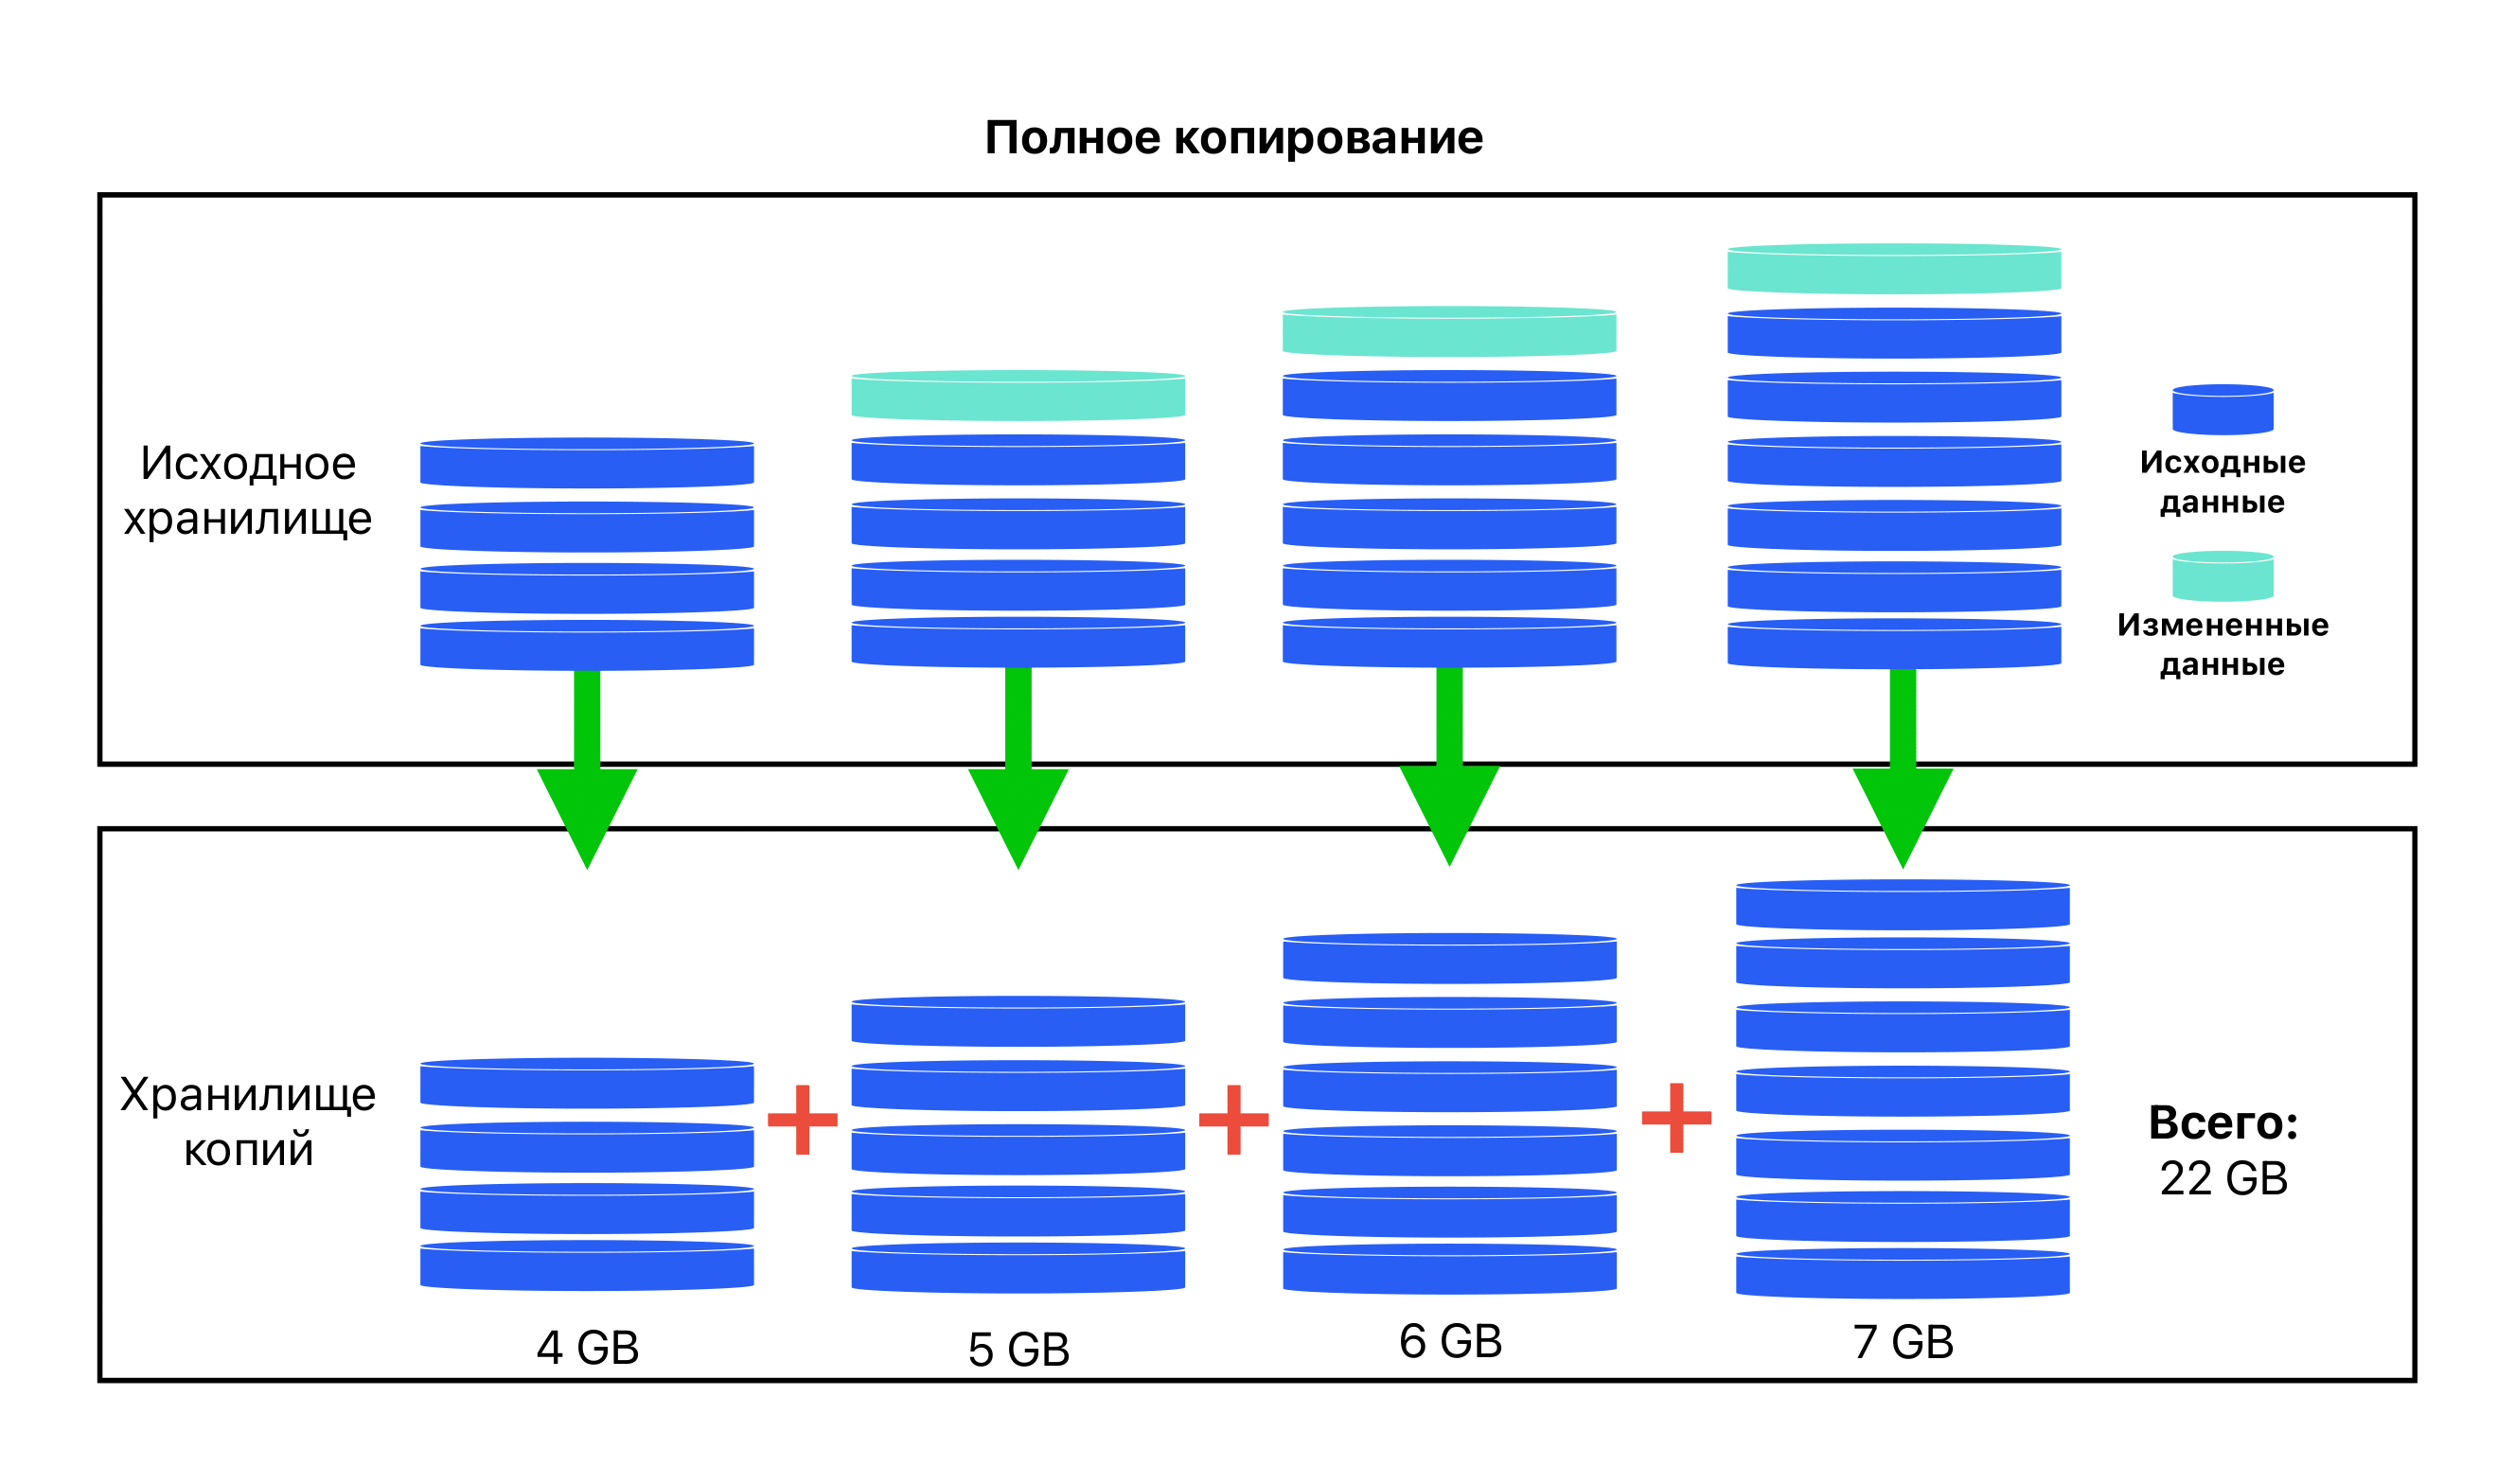 Полное копирование
Исходное
хранилище
Исходные
данные
Измененные
данные
Хранилище
копий
Всего:
22 GB
4 GB
5 GB
6 GB
7 GB